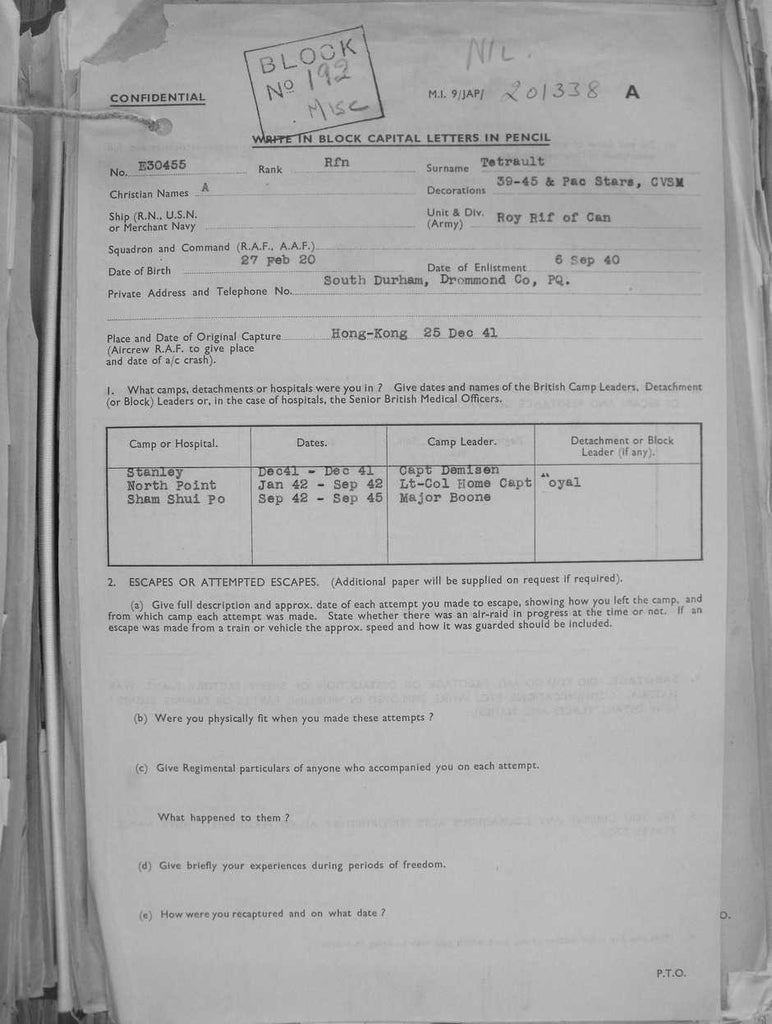 NIL.
BLOCK
Nº 192
MISC
CONFIDENTIAL
M.I. 9/JAP/ 201338 A
WRITE IN BLOCK CAPITAL LETTERS IN PENCIL
No. E30455 Rank Rfn Surname Tetrault
Christian Names A Decorations 39-45 & Pac Stars, CVSM
Ship (R.N., U.S.N. or Merchant Navy
Unit & Div. (Army) Roy Rif of Can
Squadron and Command (R.A.F., A.A.F.)
Date of Birth 27 Feb 20 Date of Enlistment 6 Sep 40
Private Address and Telephone No. South Durham, Drommond Co, PQ.
Place and Date of Original Capture Hong-Kong 25 Dec 41
(Aircrew R.A.F. to give place
and date of a/c crash).
1. What camps, detachments or hospitals were you in ? Give dates and names of the British Camp Leaders, Detachment
(or Block) Leaders or, in the case of hospitals, the Senior British Medical Officers.
Camp or Hospital. Dates. Camp Leader. Detachment or Block Leader (if any).
Stanley Dec41 - Dec 41 Capt Demisen
North Point Jan 42 - Sep 42 Lt-Col Home Capt oyal
Sham Shui Po Sep 42 - Sep 45 Major Boone
2. ESCAPES OR ATTEMPTED ESCAPES. (Additional paper will be supplied on request if required).
(a) Give full description and approx. date of each attempt you made to escape, showing how you left the camp, and
from which camp each attempt was made. State whether there was an air-raid in progress at the time or not. If an
escape was made from a train or vehicle the approx. speed and how it was guarded should be included.
(b) Were you physically fit when you made these attempts ?
(c) Give Regimental particulars of anyone who accompanied you on each attempt.
What happened to them ?
(d) Give briefly your experiences during periods of freedom.
(e) How were you recaptured and on what date ?
P.T.O.